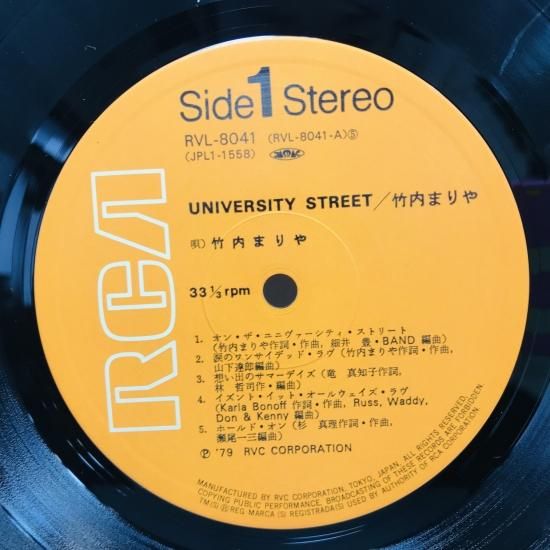 Side 1 Stereo
RVL-8041 (RVL-8041-A)Ⓢ
(JPL1-1558)
UNIVERSITY STREET／竹内まりや
唄）竹内まりや
33 1/3 rpm
RCA
1. オン・ザ・ユニヴァーシティ・ストリート
(竹内まりや作詞・作曲, 細井 豊・BAND 編曲)
2. 涙のワンサイデッド・ラヴ (竹内まりや作詞・作曲,
山下達郎編曲)
3. 想い出のサマーデイズ (竜 真知子作詞,
林 哲司作・編曲)
4. イズント・イット・オールウェイズ・ラヴ
(Karla Bonoff 作詞・作曲, Russ, Waddy,
Don & Kenny 編曲)
5. ホールド・オン (杉 真理作詞・作曲,
瀬尾一三編曲)
Ⓟ '79 RVC CORPORATION
MANUFACTURED BY RVC CORPORATION, TOKYO, JAPAN. ALL RIGHTS RESERVED.
COPYING PUBLIC PERFORMANCE, BROADCASTING OF THESE RECORDS ARE FORBIDDEN.
TM(S) ⓇREG MARCA(S) REGISTRADA(S) USED BY AUTHORITY OF RCA CORPORATION.